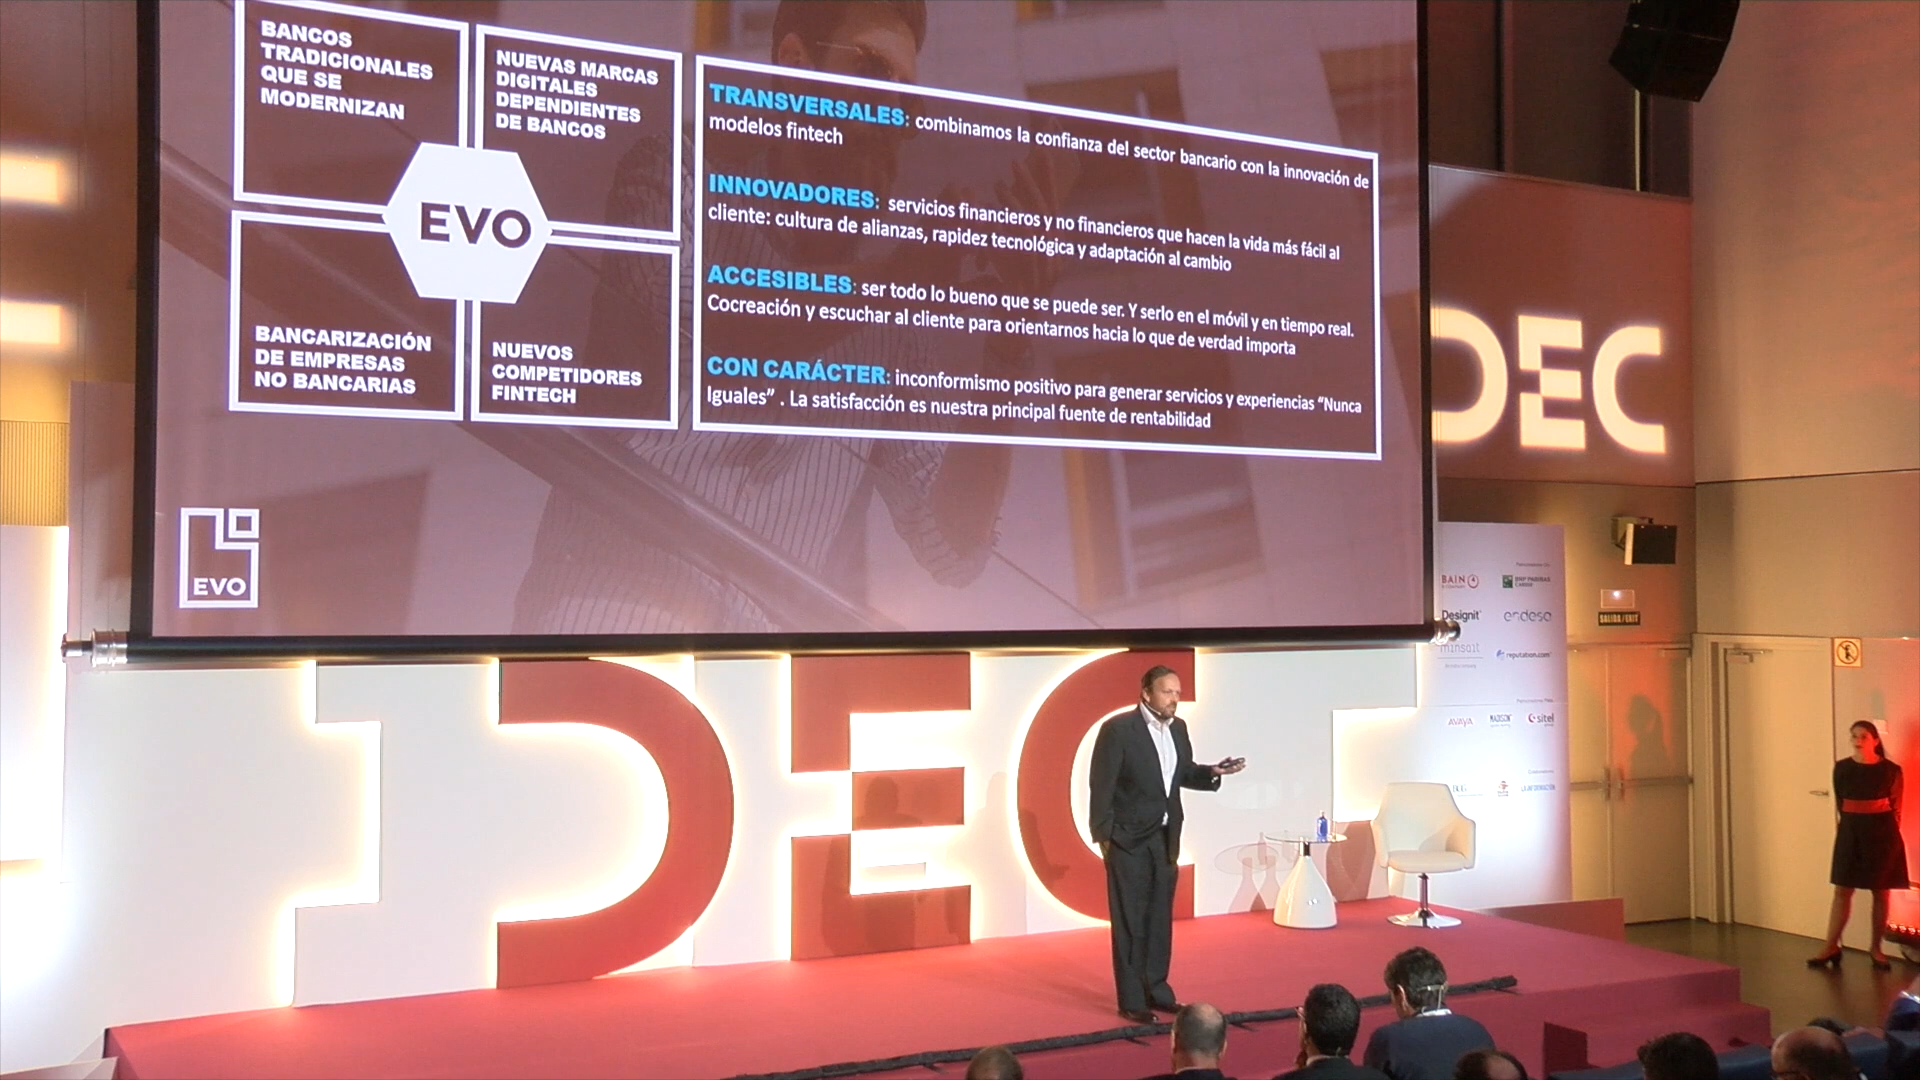 BANCOS
TRADICIONALES
QUE SE
MODERNIZAN
NUEVAS MARCAS
DIGITALES
DEPENDIENTES
DE BANCOS
EVO
BANCARIZACIÓN
DE EMPRESAS
NO BANCARIAS
NUEVOS
COMPETIDORES
FINTECH
TRANSVERSALES: combinamos la confianza del sector bancario con la innovación de
modelos fintech
INNOVADORES: servicios financieros y no financieros que hacen la vida más fácil al
cliente: cultura de alianzas, rapidez tecnológica y adaptación al cambio
ACCESIBLES: ser todo lo bueno que se puede ser. Y serlo en el móvil y en tiempo real.
Cocreación y escuchar al cliente para orientarnos hacia lo que de verdad importa
CON CARÁCTER: inconformismo positivo para generar servicios y experiencias “Nunca
Iguales” . La satisfacción es nuestra principal fuente de rentabilidad
EVO
DEC
DEC
BAIN
BNP PARIBAS
Designit
endesa
minsait
reputation.com
AVAYA
MADISON
sitel
SALIDA/EXIT